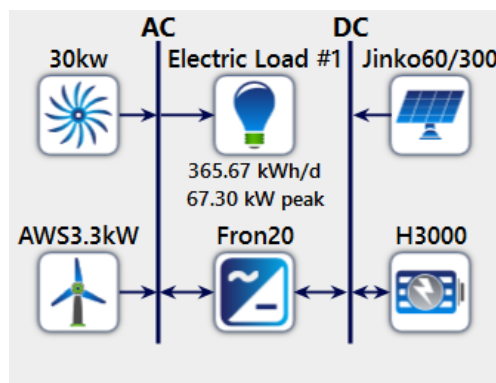 AC
DC
30kw
Electric Load #1
Jinko60/300
365.67 kWh/d
67.30 kW peak
AWS3.3kW
Fron20
H3000